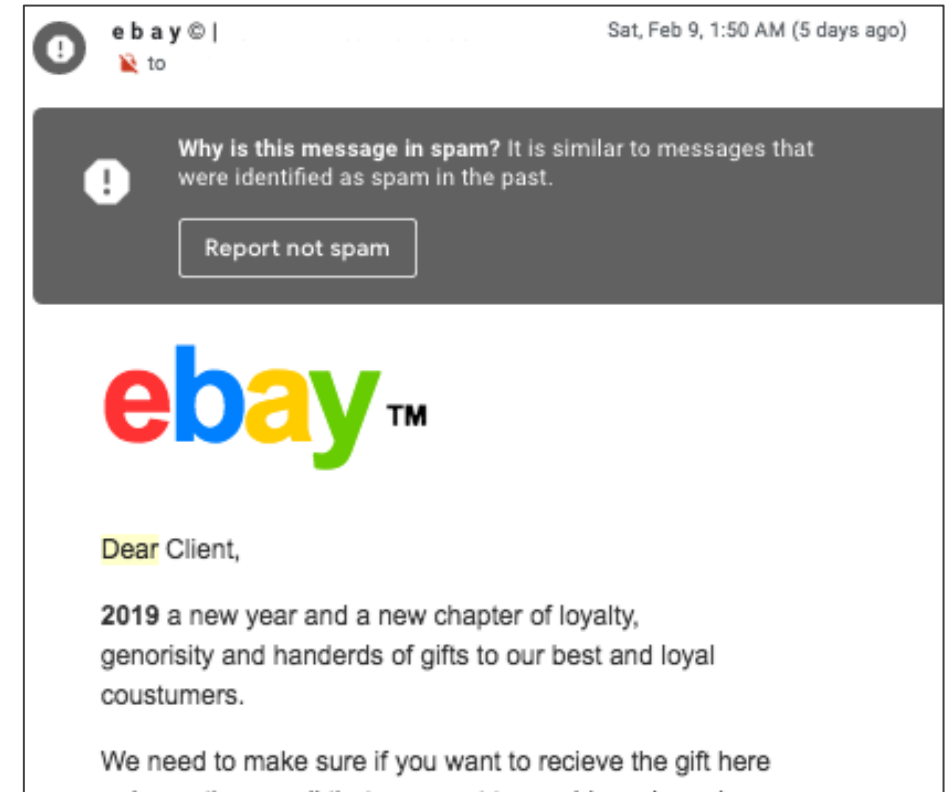 e b a y © |
Sat, Feb 9, 1:50 AM (5 days ago)
to
Why is this message in spam? It is similar to messages that
were identified as spam in the past.
Report not spam
ebay™
Dear Client,
2019 a new year and a new chapter of loyalty,
genorisity and handerds of gifts to our best and loyal
coustumers.
We need to make sure if you want to recieve the gift here